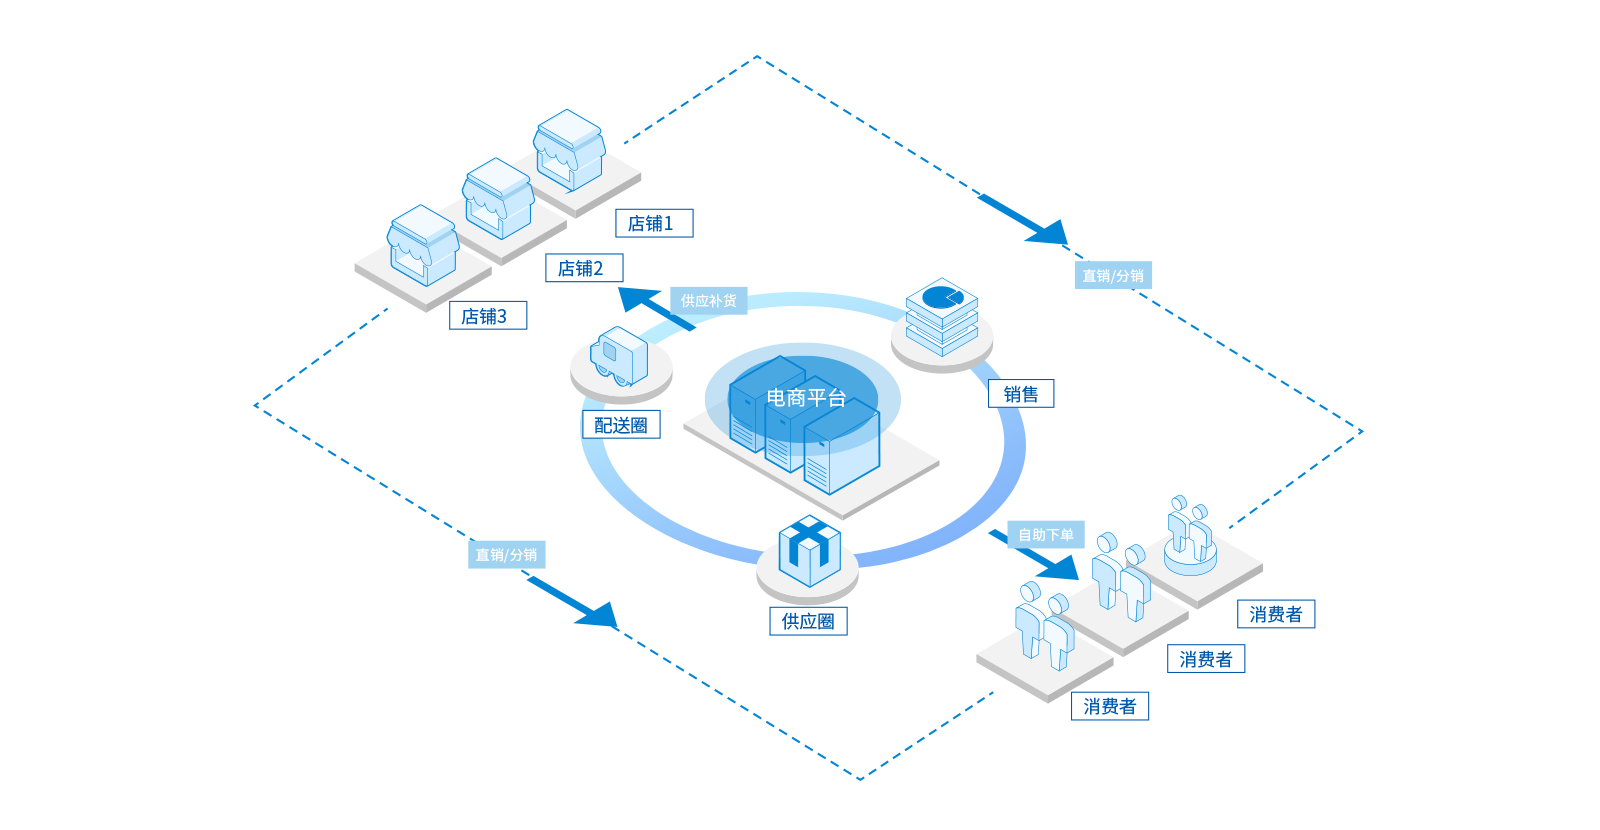 店铺1
店铺2
店铺3
直销/分销
供应补货
电商平台
销售
配送圈
自助下单
直销/分销
供应圈
消费者
消费者
消费者